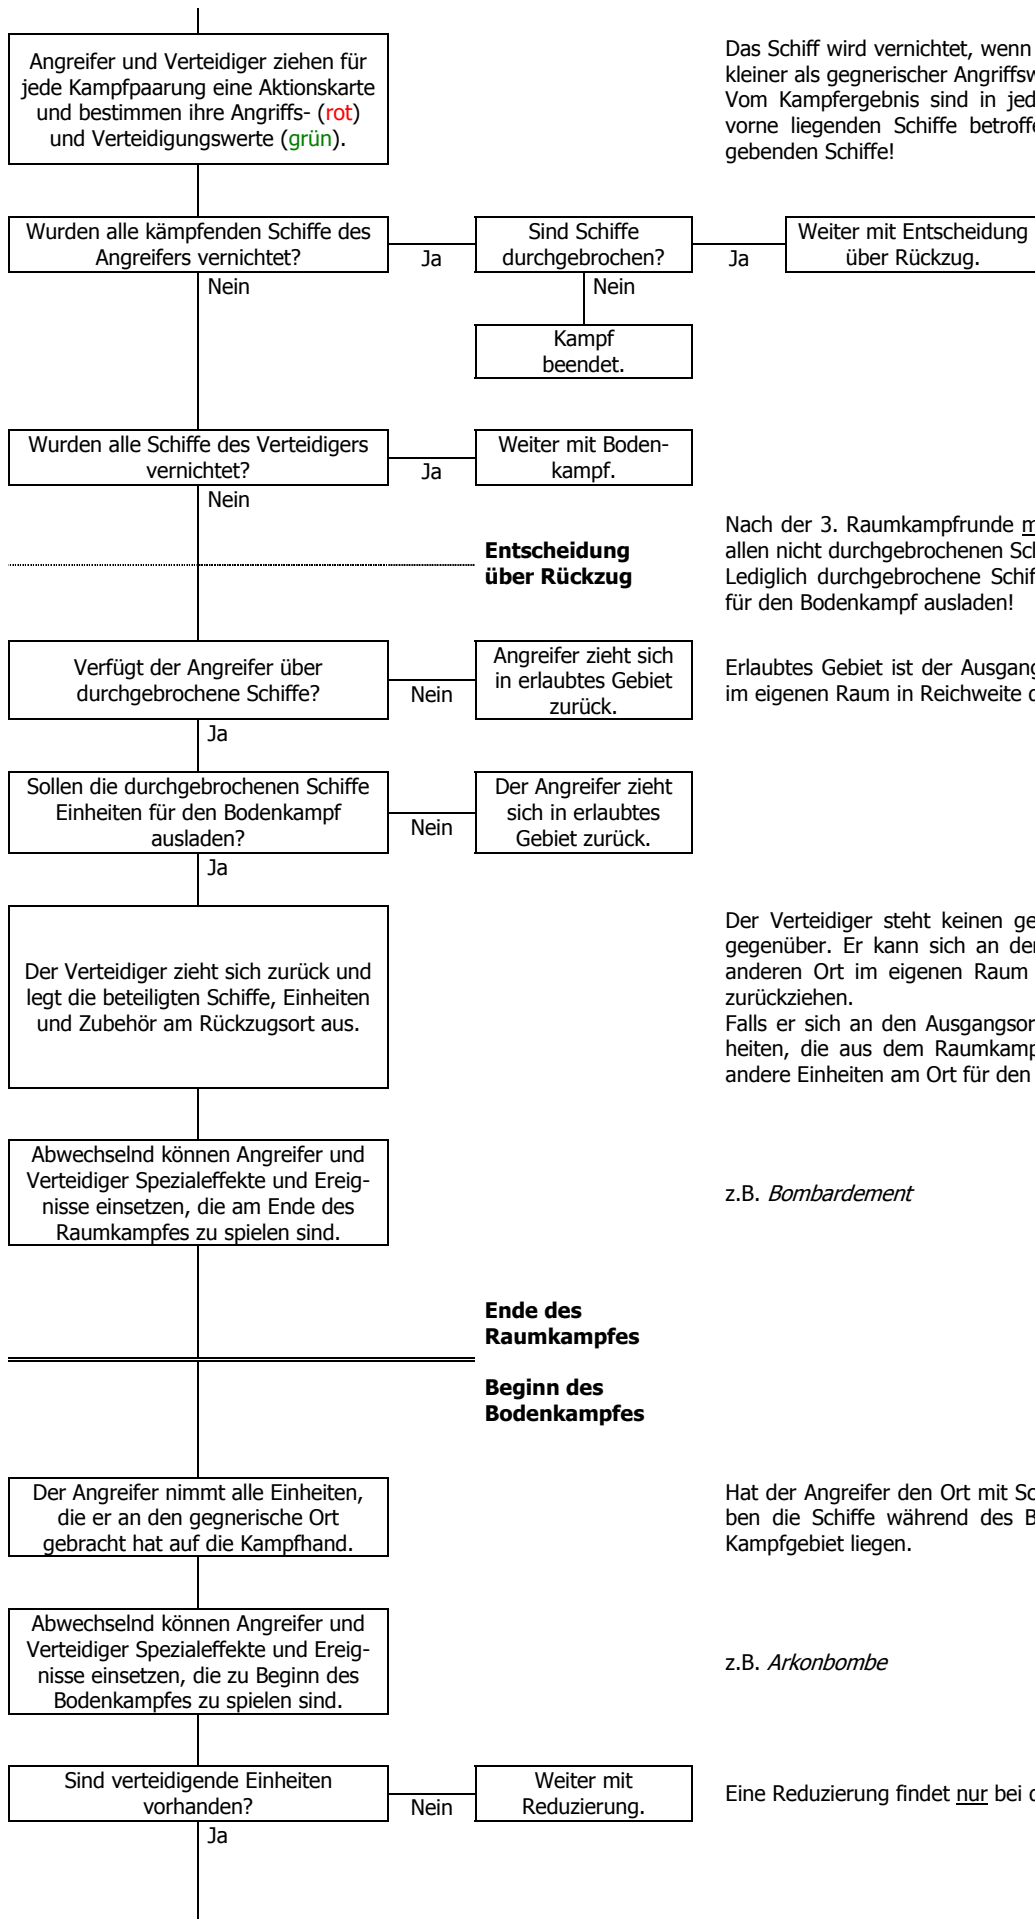 Angreifer und Verteidiger ziehen für
jede Kampfpaarung eine Aktionskarte
und bestimmen ihre Angriffs- (rot)
und Verteidigungswerte (grün).
Das Schiff wird vernichtet, wenn
kleiner als gegnerischer
Vom Kampfergebnis sind in
vorne liegenden Schiffe
gebenden Schiffe!
Wurden alle kämpfenden Schiffe des
Angreifers vernichtet?
Ja
Nein
Sind Schiffe
durchgebrochen?
Ja
Nein
Weiter mit Entscheidung
über Rückzug.
Kampf
beendet.
Wurden alle Schiffe des Verteidigers
vernichtet?
Ja
Nein
Weiter mit Boden-
kampf.
Entscheidung
über Rückzug
Nach der 3. Raumkampfrunde
allen nicht durchgebrochenen
Lediglich durchgebrochene
für den Bodenkampf ausladen!
Verfügt der Angreifer über
durchgebrochene Schiffe?
Nein
Ja
Angreifer zieht sich
in erlaubtes Gebiet
zurück.
Erlaubtes Gebiet ist der
im eigenen Raum in Reichweite
Sollen die durchgebrochenen Schiffe
Einheiten für den Bodenkampf
ausladen?
Nein
Ja
Der Angreifer zieht
sich in erlaubtes
Gebiet zurück.
Der Verteidiger zieht sich zurück und
legt die beteiligten Schiffe, Einheiten
und Zubehör am Rückzugsort aus.
Der Verteidiger steht keinen
gegenüber. Er kann sich an
anderen Ort im eigenen Raum
zurückziehen.
Falls er sich an den
heiten, die aus dem
andere Einheiten am Ort für den
Abwechselnd können Angreifer und
Verteidiger Spezialeffekte und Ereig-
nisse einsetzen, die am Ende des
Raumkampfes zu spielen sind.
z.B. Bombardement
Ende des
Raumkampfes
Beginn des
Bodenkampfes
Der Angreifer nimmt alle Einheiten,
die er an den gegnerische Ort
gebracht hat auf die Kampfhand.
Hat der Angreifer den Ort mit
ben die Schiffe während des
Kampfgebiet liegen.
Abwechselnd können Angreifer und
Verteidiger Spezialeffekte und Ereig-
nisse einsetzen, die zu Beginn des
Bodenkampfes zu spielen sind.
z.B. Arkonbombe
Sind verteidigende Einheiten
vorhanden?
Nein
Ja
Weiter mit
Reduzierung.
Eine Reduzierung findet nur bei